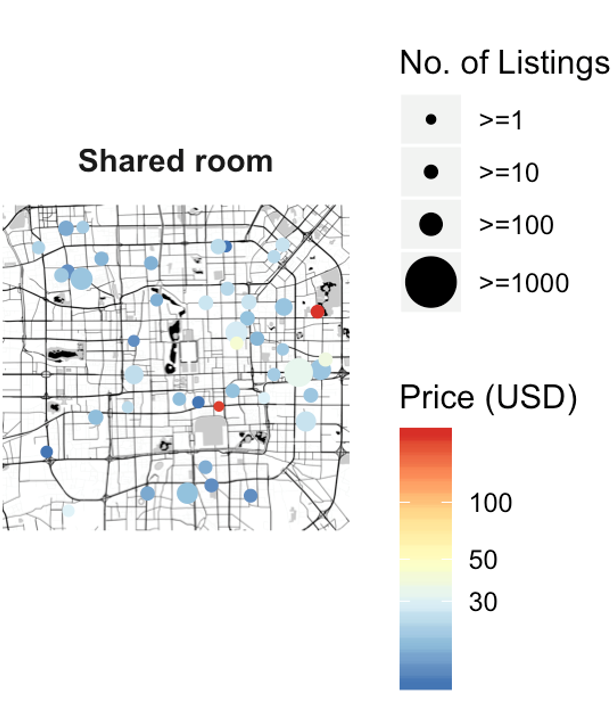 No. of Listings
>=1
>=10
Shared room
>=100
>=1000
Price (USD)
100
50
30